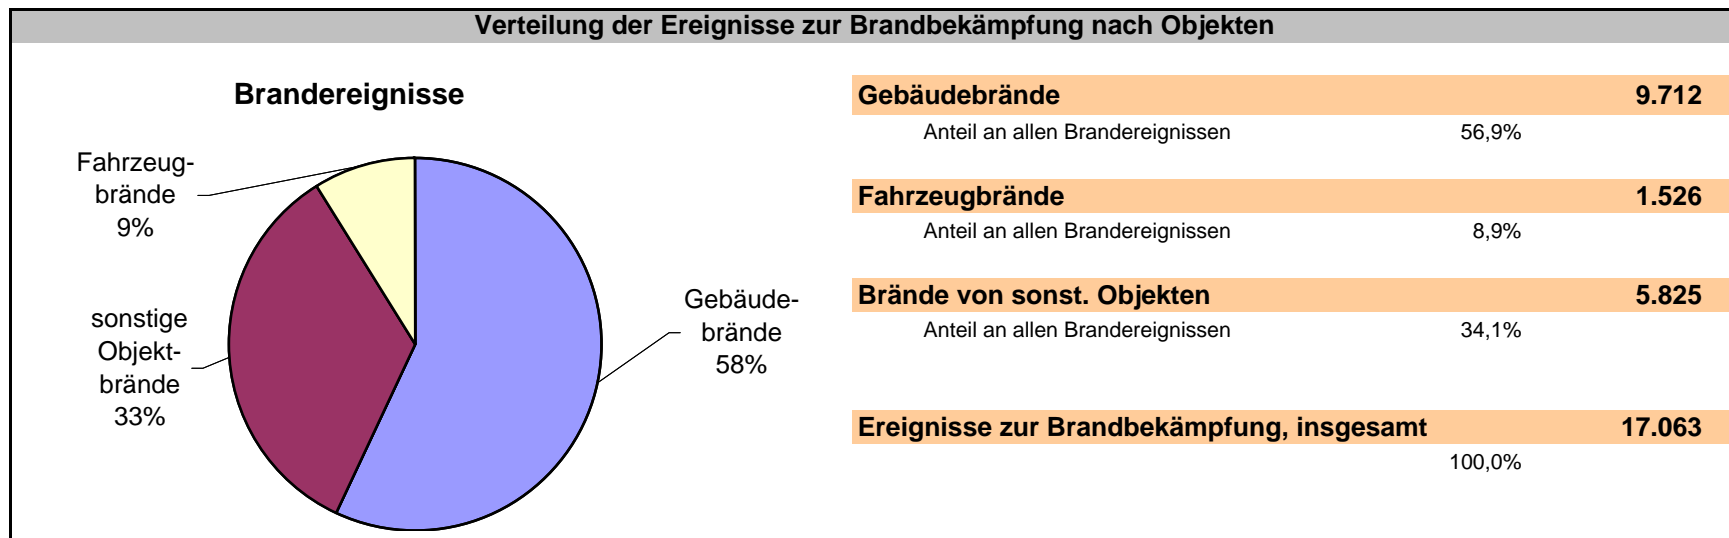 Verteilung der Ereignisse zur Brandbekämpfung nach Objekten
Brandereignisse
Fahrzeug-
brände
9%
sonstige
Objekt-
brände
33%
Gebäude-
brände
58%
Gebäudebrände 9.712
Anteil an allen Brandereignissen 56,9%
Fahrzeugbrände 1.526
Anteil an allen Brandereignissen 8,9%
Brände von sonst. Objekten 5.825
Anteil an allen Brandereignissen 34,1%
Ereignisse zur Brandbekämpfung, insgesamt 17.063
100,0%